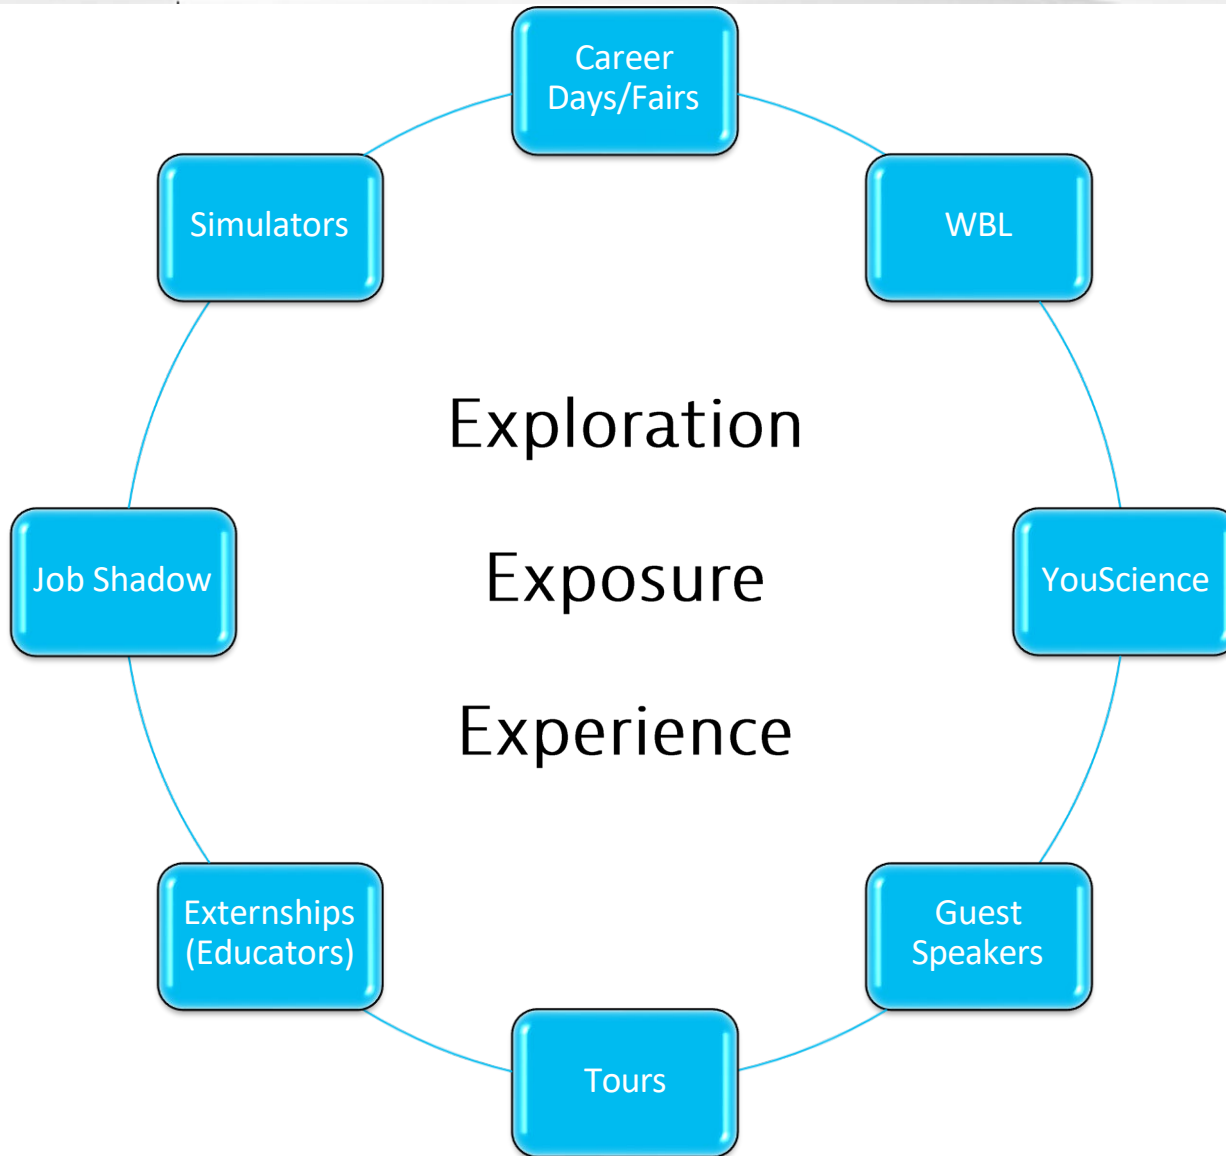 Career
Days/Fairs
Simulators
WBL
Exploration
Job Shadow
Exposure
YouScience
Experience
Externships
(Educators)
Guest
Speakers
Tours